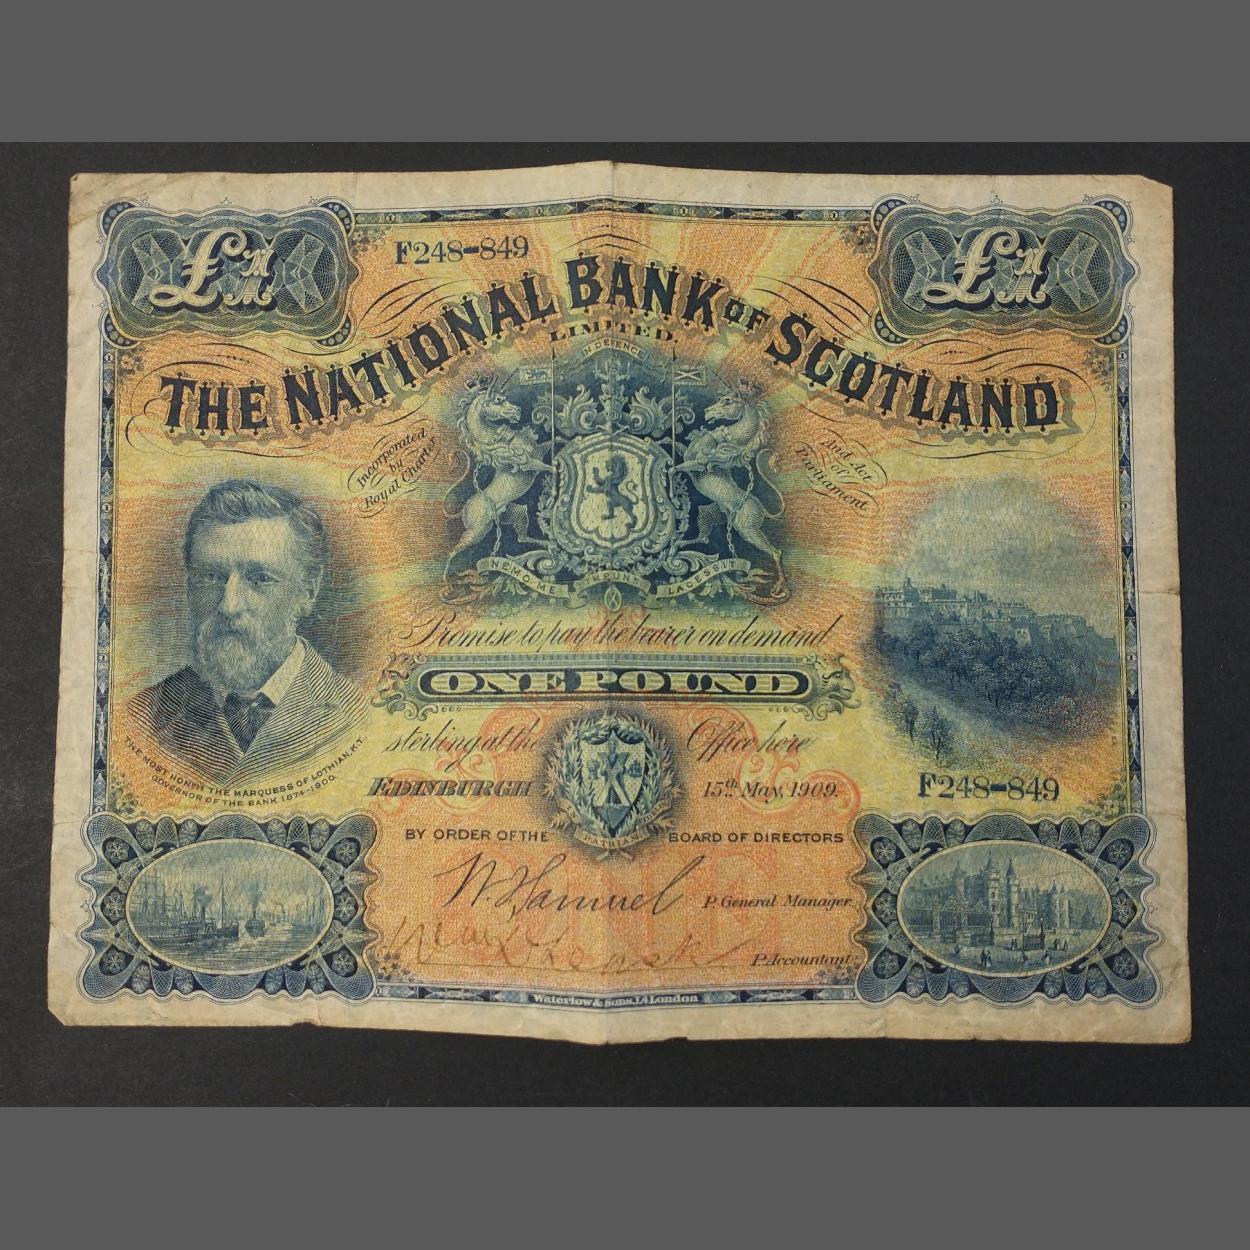 £1
£1
F248-849
THE NATIONAL BANK OF SCOTLAND
LIMITED.
IN DEFENCE
Incorporated
by
Royal Charter
And Act
of
Parliament
NEMO ME IMPUNE LACESSIT
Promise to pay the bearer on demand
ONE POUND
sterling at the Office here
EDINBURGH 15th May, 1909.
THE MOST HONBLE THE MARQUESS OF LOTHIAN, K.T.
GOVERNOR OF THE BANK 1874-1900.
F248-849
BY ORDER OF THE BOARD OF DIRECTORS
W. Samuel P. General Manager.
P. Accountant
Waterlow & Sons, Ld London